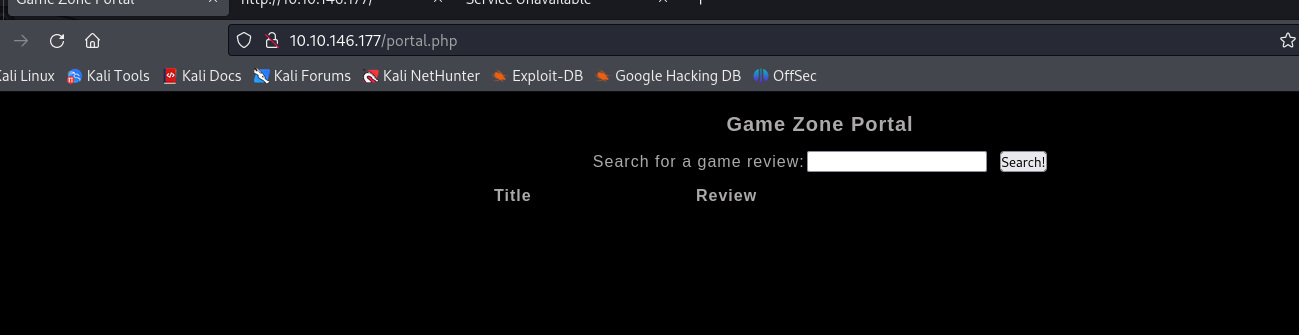 Game Zone Portal http://10.10.146.177/ Service Unavailable
10.10.146.177/portal.php
Kali Linux Kali Tools Kali Docs Kali Forums Kali NetHunter Exploit-DB Google Hacking DB OffSec
Game Zone Portal
Search for a game review: Search!
Title Review